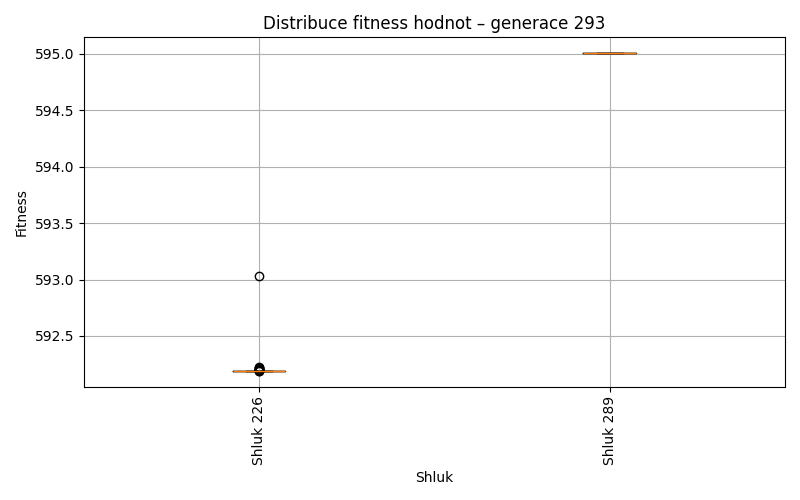 Distribuce fitness hodnot – generace 293
Fitness
595.0
594.5
594.0
593.5
593.0
592.5
Shluk 226
Shluk 289
Shluk